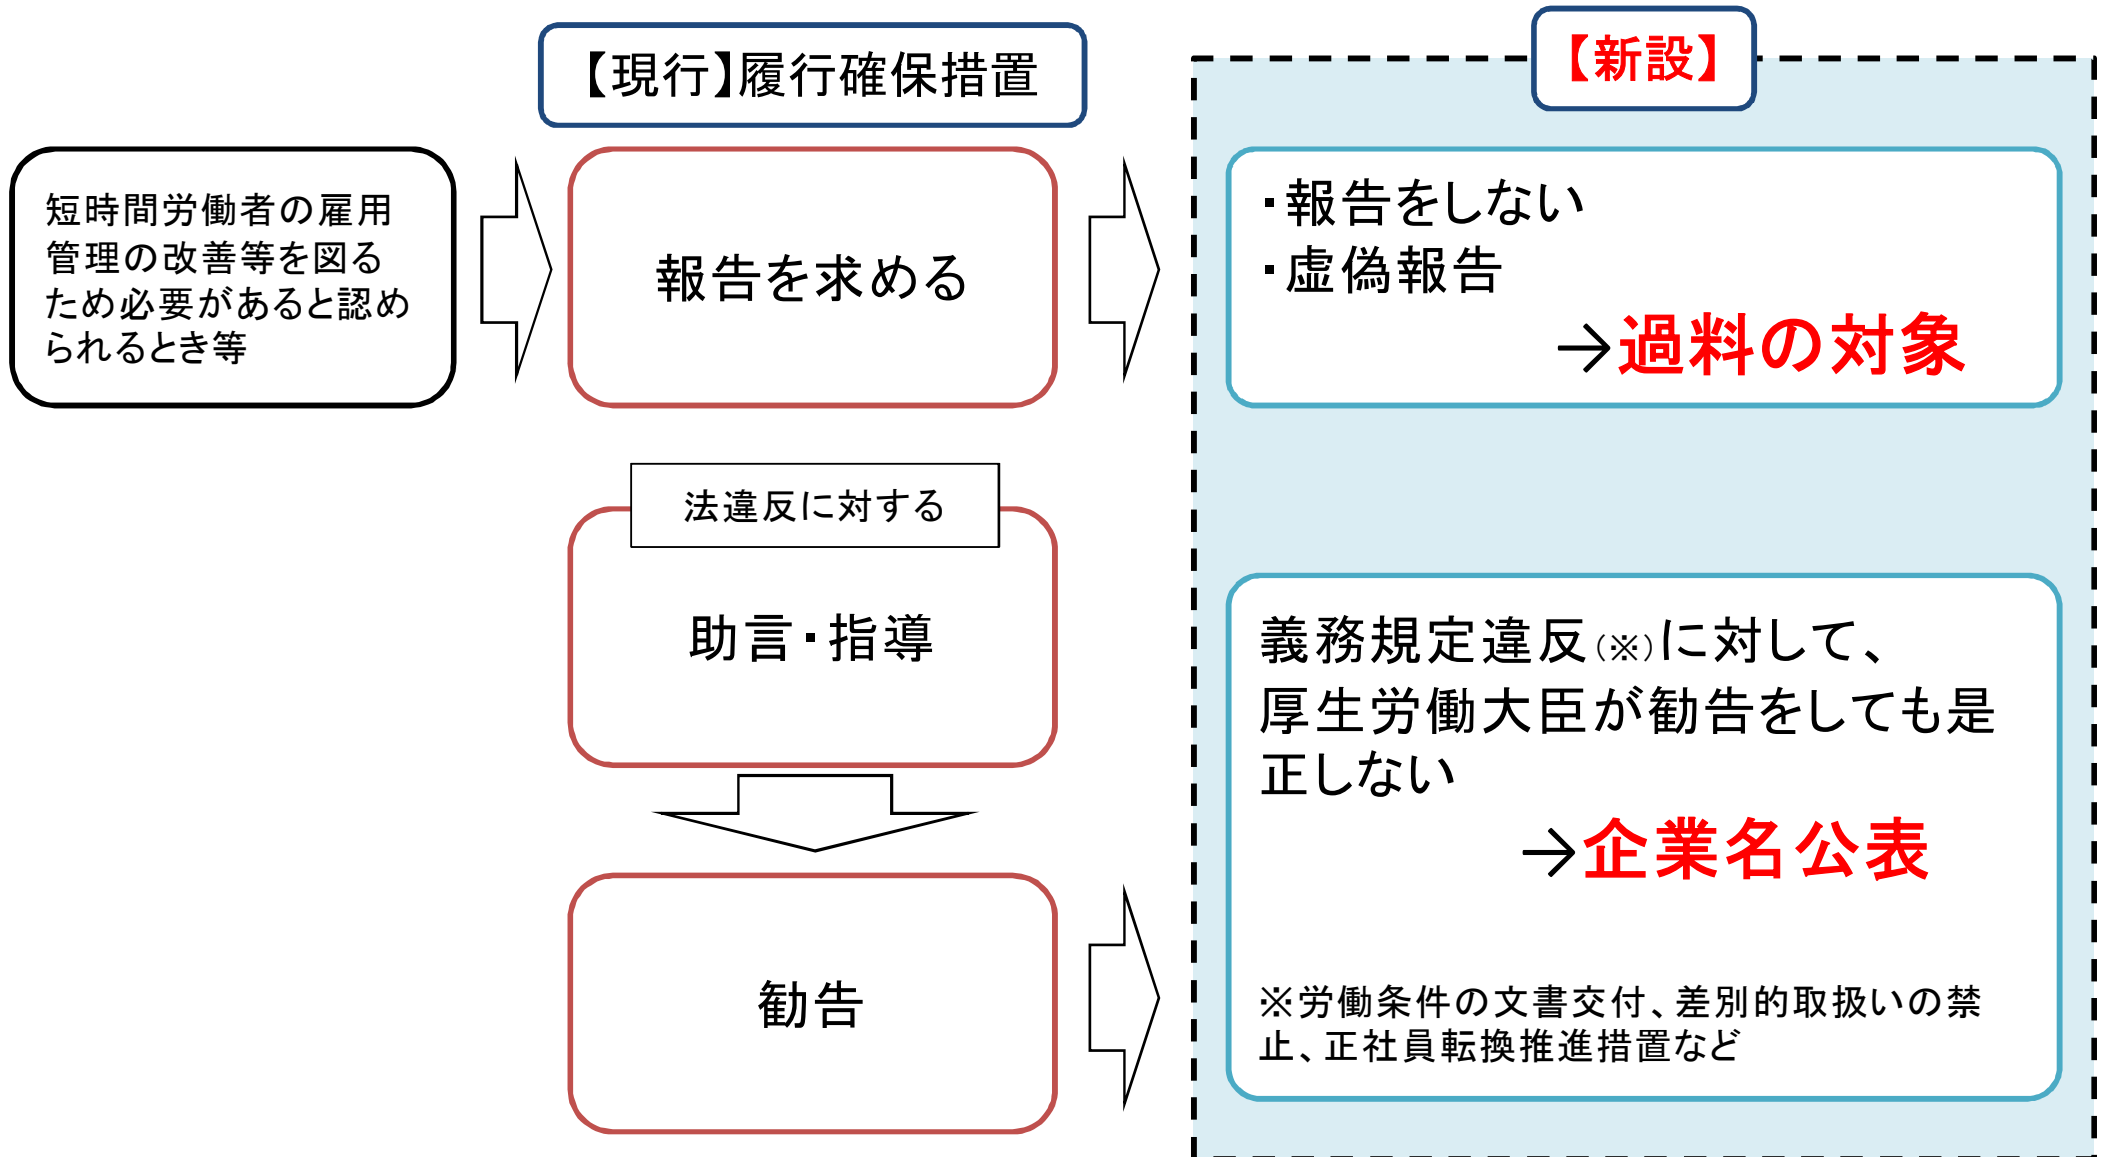 【現行】履行確保措置
【新設】
短時間労働者の雇用
管理の改善等を図る
ため必要があると認め
られるとき等
報告を求める
・報告をしない
・虚偽報告
→過料の対象
法違反に対する
助言・指導
勧告
義務規定違反(※)に対して、
厚生労働大臣が勧告をしても是
正しない
→企業名公表
※労働条件の文書交付、差別的取扱いの禁
止、正社員転換推進措置など